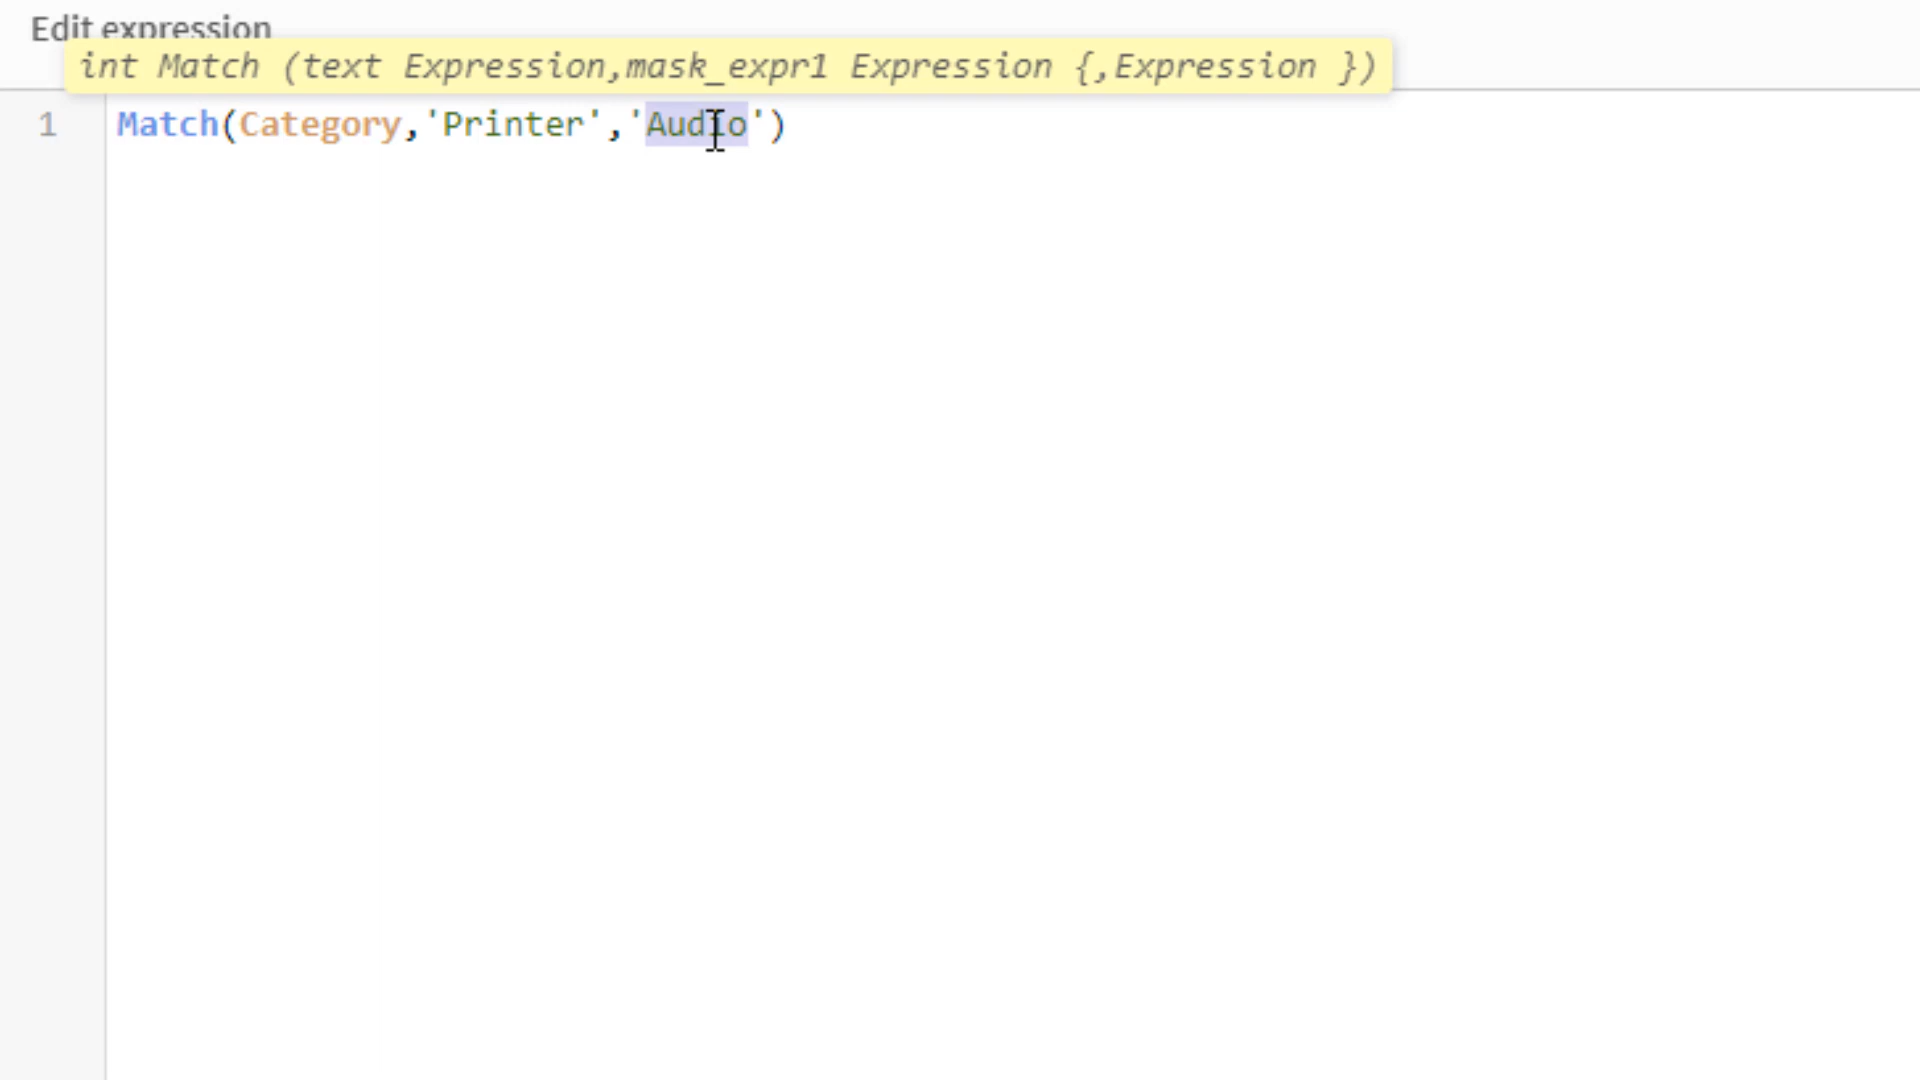 Edit expression
int Match (text Expression,mask_expr1 Expression {,Expression })
1 Match(Category,'Printer','Audio')